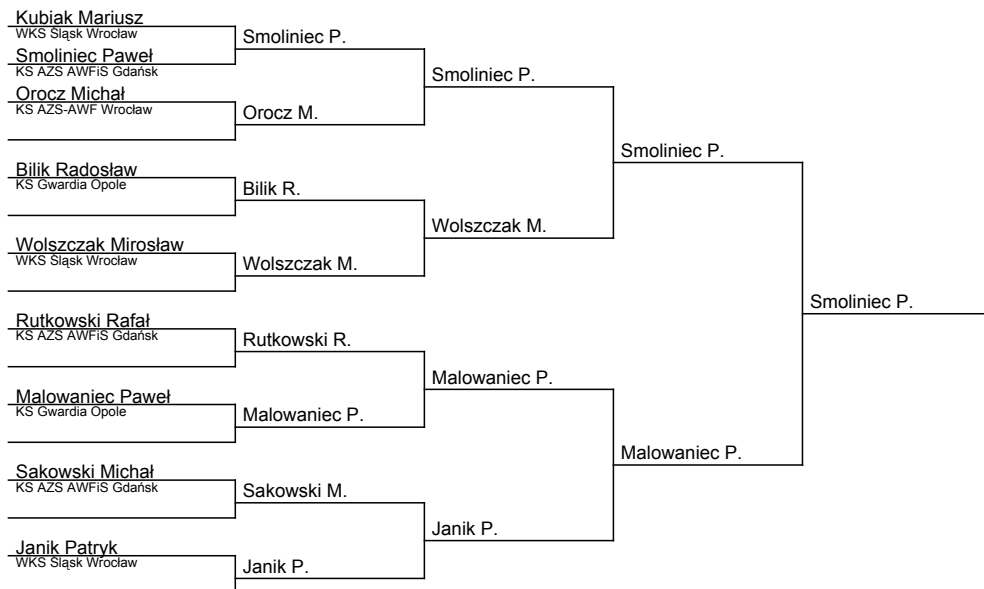 Kubiak Mariusz
WKS Śląsk Wrocław
Smoliniec P.
Smoliniec Paweł
KS AZS AWFiS Gdańsk
Smoliniec P.
Orocz Michał
KS AZS-AWF Wrocław
Orocz M.
Smoliniec P.
Bilik Radosław
KS Gwardia Opole
Bilik R.
Wolszczak M.
Wolszczak Mirosław
WKS Śląsk Wrocław
Wolszczak M.
Smoliniec P.
Rutkowski Rafał
KS AZS AWFiS Gdańsk
Rutkowski R.
Malowaniec P.
Malowaniec Paweł
KS Gwardia Opole
Malowaniec P.
Malowaniec P.
Sakowski Michał
KS AZS AWFiS Gdańsk
Sakowski M.
Janik P.
Janik Patryk
WKS Śląsk Wrocław
Janik P.